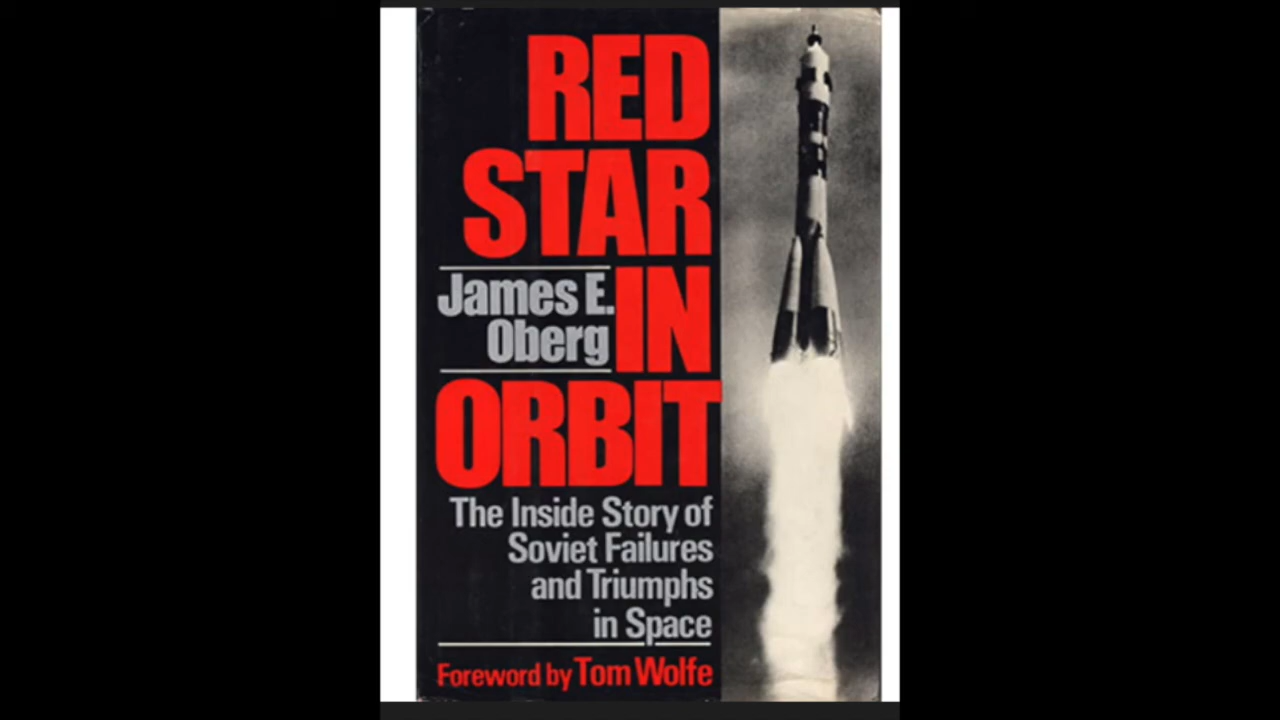 RED
STAR
James E.
Oberg
IN
ORBIT
The Inside Story of
Soviet Failures
and Triumphs
in Space
Foreword by Tom Wolfe